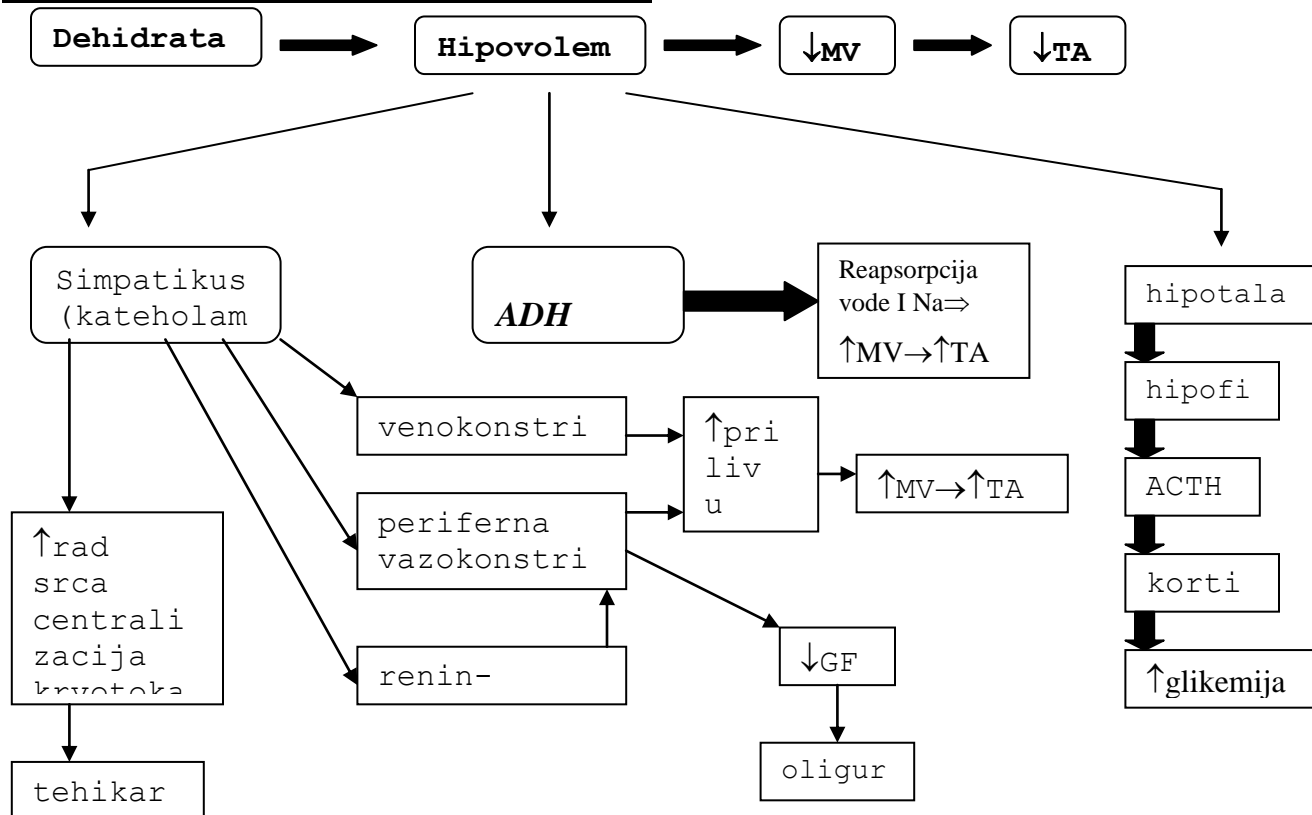 Dehidrata
Hipovolem
↓MV
↓TA
Simpatikus
(kateholam
ADH
Reapsorpcija
vode I Na⇒
↑MV→↑TA
hipotala
hipofi
ACTH
korti
↑glikemija
venokonstri
periferna
vazokonstri
renin-
↑pri
liv
u
↑MV→↑TA
↑rad
srca
centrali
zacija
krvotoka
tehikar
↓GF
oligur